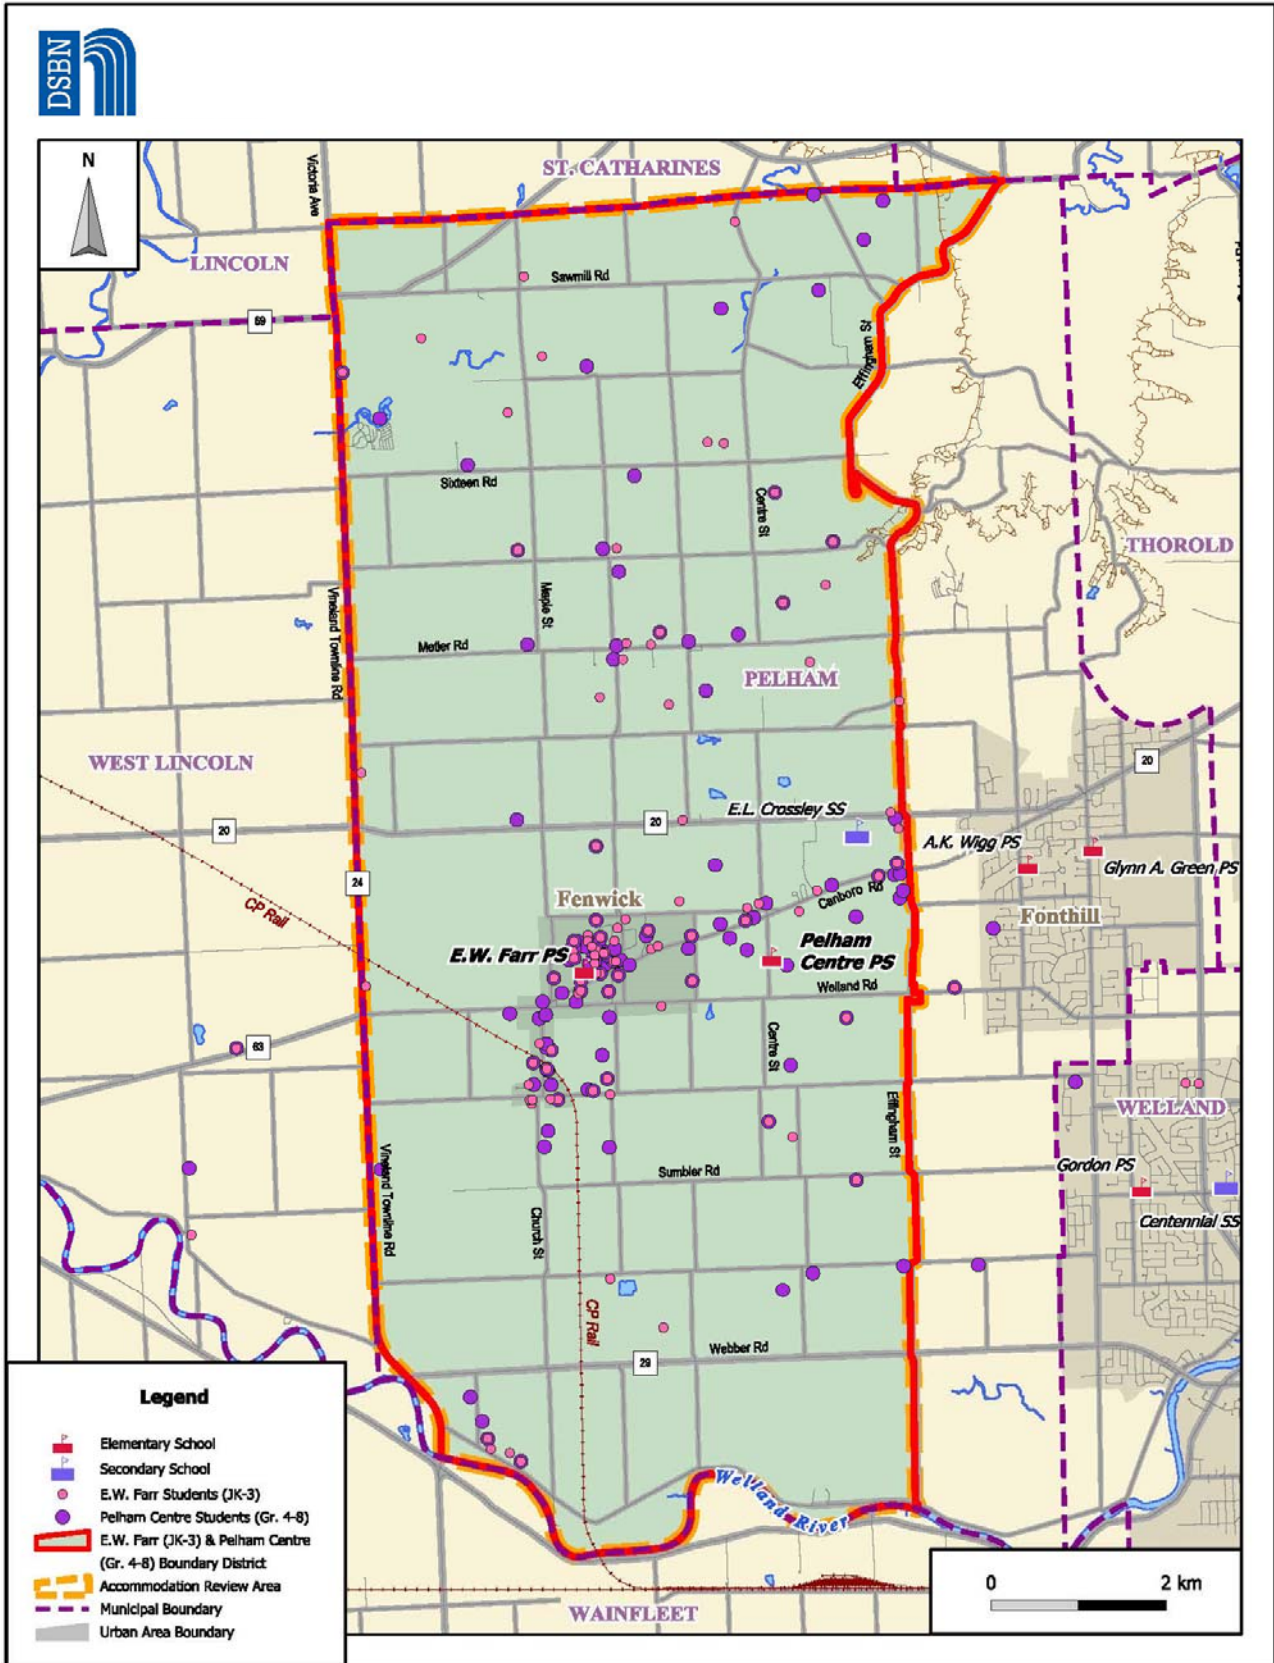 DSBN
N
Victoria Ave
ST. CATHARINES
LINCOLN
Sawmill Rd
69
Effingham St
Sixteen Rd
Centre St
THOROLD
Maple St
Vineland Townline Rd
Metler Rd
PELHAM
WEST LINCOLN
20
E.L. Crossley SS
20
20
A.K. Wigg PS
Glynn A. Green PS
24
CP Rail
Fenwick
Canboro Rd
Fonthill
E.W. Farr PS
Pelham
Centre PS
Welland Rd
63
Centre St
Effingham St
WELLAND
Vineland Townline Rd
Sumbler Rd
Gordon PS
Centennial SS
Church St
CP Rail
Webber Rd
29
Welland River
WAINFLEET
Legend
Elementary School
Secondary School
E.W. Farr Students (JK-3)
Pelham Centre Students (Gr. 4-8)
E.W. Farr (JK-3) & Pelham Centre
(Gr. 4-8) Boundary District
Accommodation Review Area
Municipal Boundary
Urban Area Boundary
0 2 km